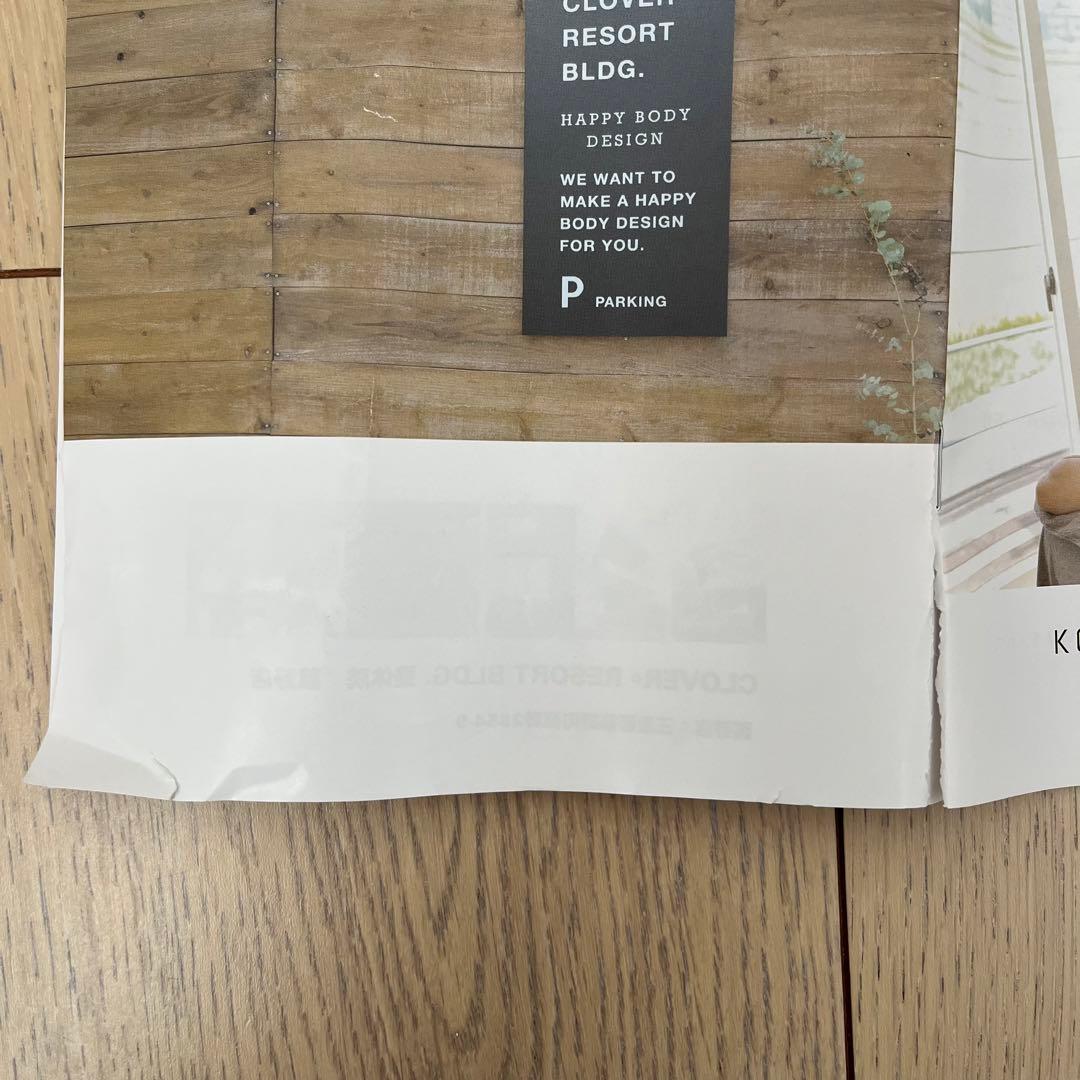 CLOVER
RESORT
BLDG.
HAPPY BODY
DESIGN
WE WANT TO
MAKE A HAPPY
BODY DESIGN
FOR YOU.
P PARKING
CLOVER® RESORT BLDG.